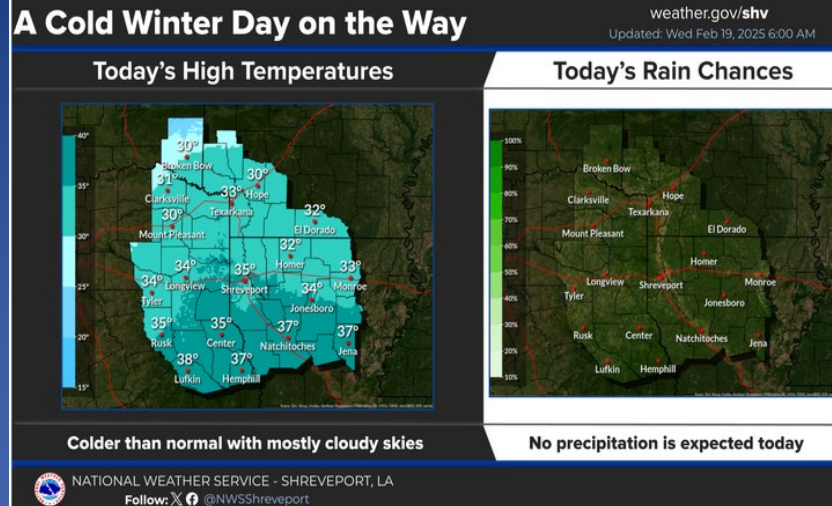 A Cold Winter Day on the Way
weather.gov/shv
Updated: Wed Feb 19, 2025 6:00 AM
Today's High Temperatures
40°
35°
30°
25°
20°
15°
30°
Broken Bow
31°
Clarksville
30°
Hope
33°
Texarkana
30°
Mount Pleasant
32°
El Dorado
32°
Homer
34°
Longview
34°
Tyler
35°
Shreveport
33°
Monroe
34°
Jonesboro
35°
Rusk
35°
Center
37°
Natchitoches
37°
Jena
38°
Lufkin
37°
Hemphill
Colder than normal with mostly cloudy skies
Today's Rain Chances
100%
90%
80%
70%
60%
50%
40%
30%
20%
10%
Broken Bow
Clarksville
Hope
Texarkana
Mount Pleasant
El Dorado
Homer
Longview
Shreveport
Monroe
Tyler
Jonesboro
Rusk
Center
Natchitoches
Jena
Lufkin
Hemphill
No precipitation is expected today
NATIONAL WEATHER SERVICE - SHREVEPORT, LA
Follow: X @NWSShreveport